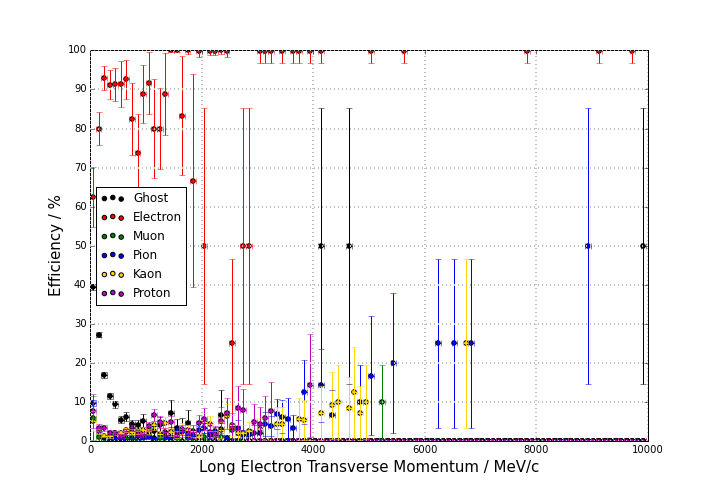 100
90
80
70
60
50
40
30
20
10
0
Efficiency / %
Ghost
Electron
Muon
Pion
Kaon
Proton
0 2000 4000 6000 8000 10000
Long Electron Transverse Momentum / MeV/c